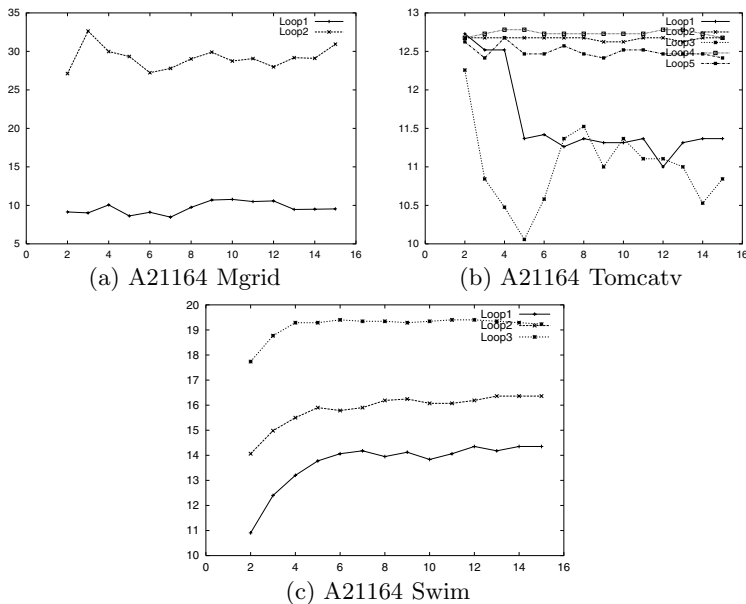 35
30
25
20
15
10
5
0 2 4 6 8 10 12 14 16
Loop1
Loop2
(a) A21164 Mgrid
13
12.5
12
11.5
11
10.5
10
0 2 4 6 8 10 12 14 16
Loop1
Loop2
Loop3
Loop4
Loop5
(b) A21164 Tomcatv
20
19
18
17
16
15
14
13
12
11
10
0 2 4 6 8 10 12 14 16
Loop1
Loop2
Loop3
(c) A21164 Swim